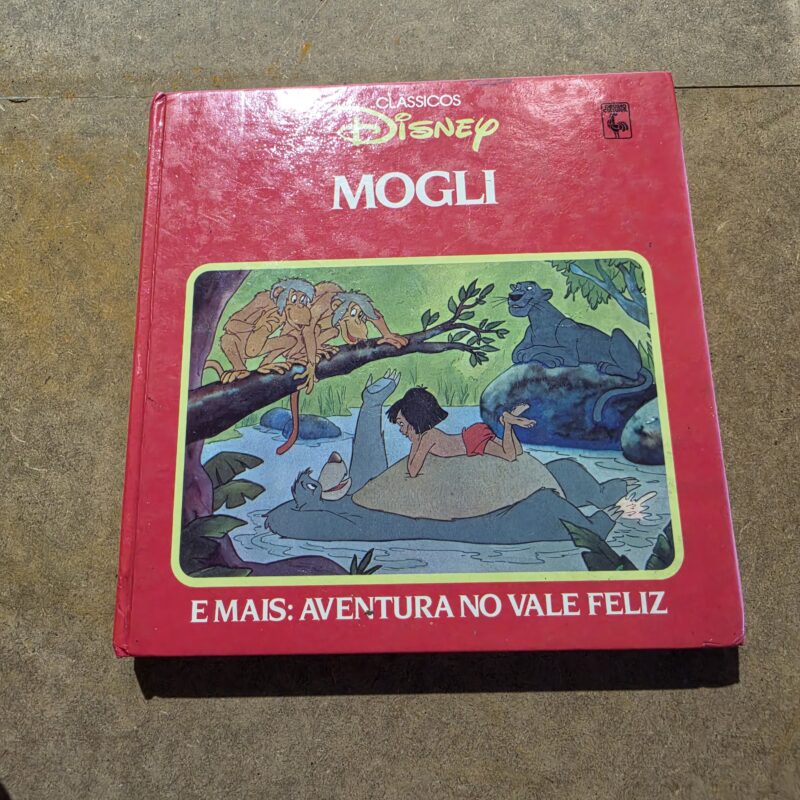 CLÁSSICOS
Disney
MOGLI
E MAIS: AVENTURA NO VALE FELIZ